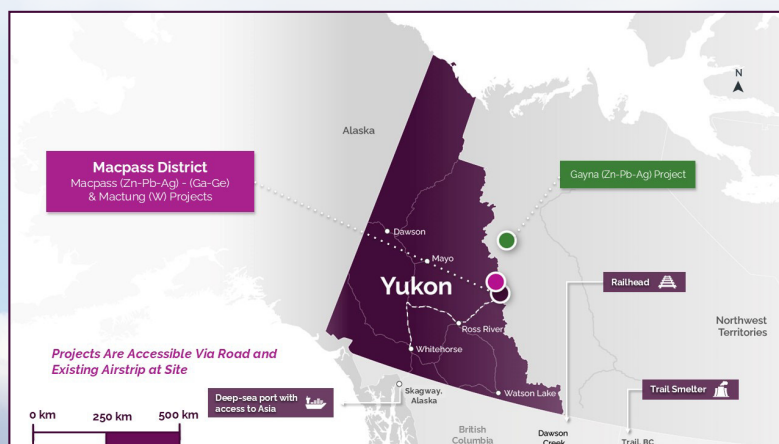 N
Alaska
Macpass District
Macpass (Zn-Pb-Ag) - (Ga-Ge)
& Mactung (W) Projects
Gayna (Zn-Pb-Ag) Project
Dawson
Mayo
Yukon
Railhead
Ross River
Northwest
Territories
Whitehorse
Projects Are Accessible Via Road and
Existing Airstrip at Site
Skagway,
Alaska
Watson Lake
Trail Smelter
Deep-sea port with
access to Asia
0 km
250 km
500 km
British
Columbia
Dawson
Creek
Trail, BC